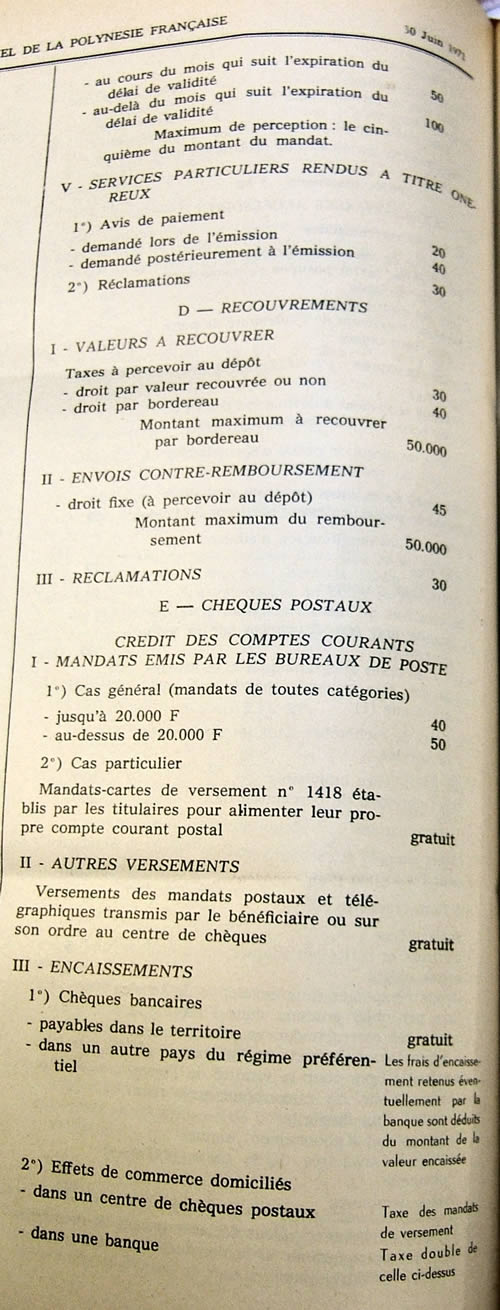 EL DE LA POLYNESIE FRANÇAISE 30 Juin 1971
- au cours du mois qui suit l'expiration du
délai de validité 50
- au-delà du mois qui suit l'expiration du
délai de validité 100
Maximum de perception : le cin-
quième du montant du mandat.
V - SERVICES PARTICULIERS RENDUS A TITRE ONE-
REUX
1°) Avis de paiement
- demandé lors de l'émission 20
- demandé postérieurement à l'émission 40
2°) Réclamations 30
D — RECOUVREMENTS
I - VALEURS A RECOUVRER
Taxes à percevoir au dépôt
- droit par valeur recouvrée ou non 30
- droit par bordereau 40
Montant maximum à recouvrer
par bordereau 50.000
II - ENVOIS CONTRE-REMBOURSEMENT
- droit fixe (à percevoir au dépôt) 45
Montant maximum du rembour-
sement 50.000
III - RECLAMATIONS 30
E — CHEQUES POSTAUX
CREDIT DES COMPTES COURANTS
I - MANDATS EMIS PAR LES BUREAUX DE POSTE
1°) Cas général (mandats de toutes catégories)
- jusqu'à 20.000 F 40
- au-dessus de 20.000 F 50
2°) Cas particulier
Mandats-cartes de versement n° 1418 éta-
blis par les titulaires pour alimenter leur pro-
pre compte courant postal gratuit
II - AUTRES VERSEMENTS
Versements des mandats postaux et télé-
graphiques transmis par le bénéficiaire ou sur
son ordre au centre de chèques gratuit
III - ENCAISSEMENTS
1°) Chèques bancaires
- payables dans le territoire gratuit
- dans un autre pays du régime préféren- Les frais d'encaisse-
tiel ment retenus éven-
tuellement par la
banque sont déduits
du montant de la
valeur encaissée
2°) Effets de commerce domiciliés
- dans un centre de chèques postaux Taxe des mandats
de versement
- dans une banque Taxe double de
celle ci-dessus